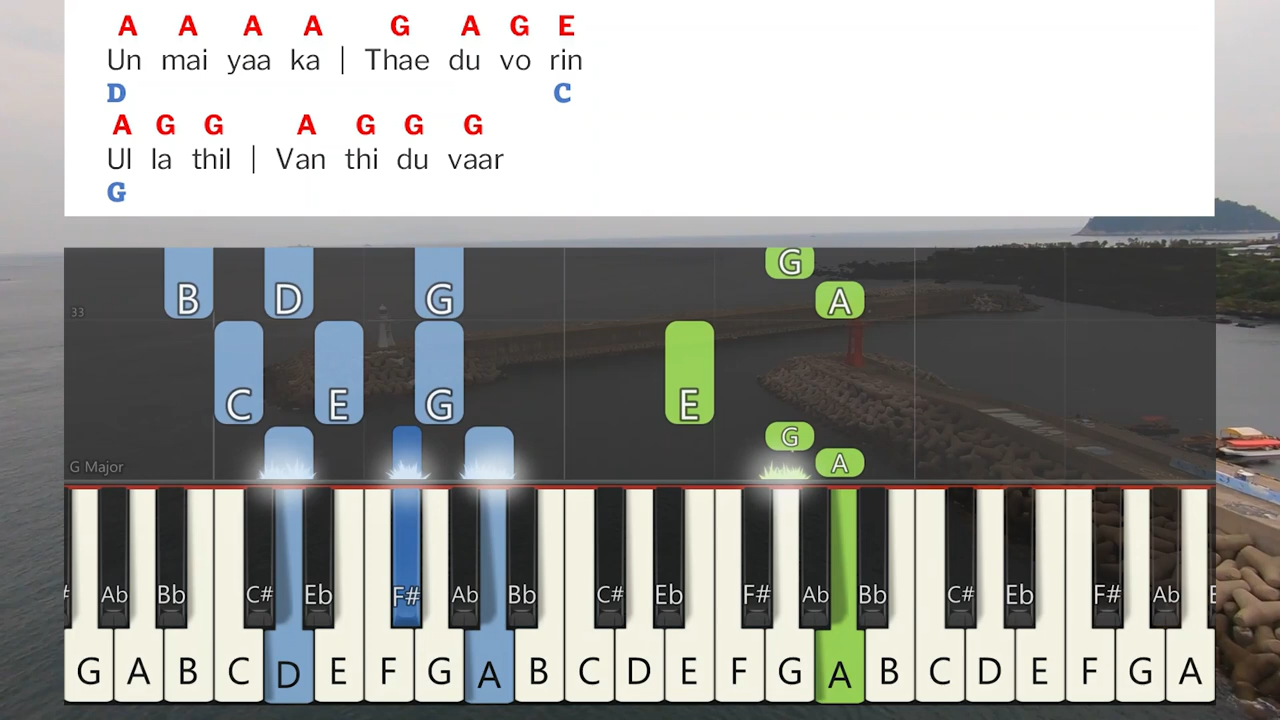 A A A A G A G E
Un mai yaa ka | Thae du vo rin
D C
A G G A G G G
Ul la thil | Van thi du vaar
G
G
B D G A
33
C E G E
G
G Major A
Ab Bb C# Eb F# Ab Bb C# Eb F# Ab Bb C# Eb F# Ab
G A B C D E F G A B C D E F G A B C D E F G A